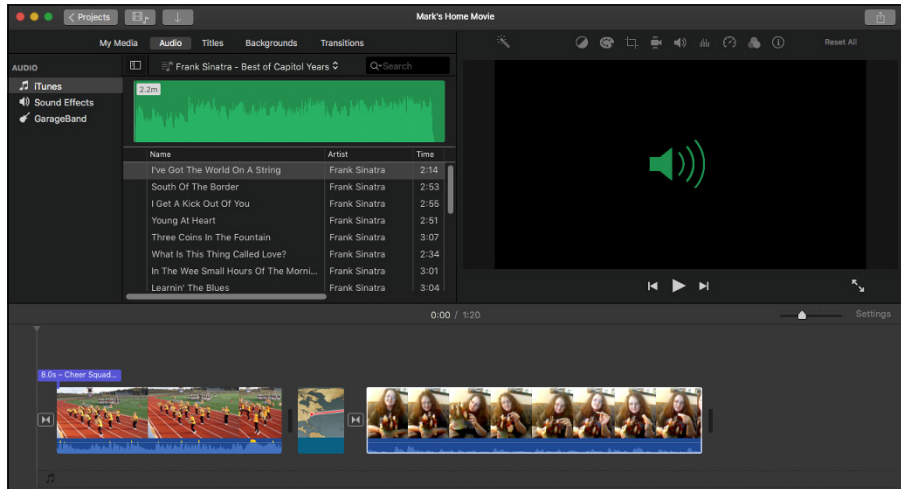 Projects
Mark's Home Movie
My Media Audio Titles Backgrounds Transitions
Reset All
AUDIO
Frank Sinatra - Best of Capitol Years
Search
iTunes
Sound Effects
GarageBand
2.2m
Name Artist Time
I've Got The World On A String Frank Sinatra 2:14
South Of The Border Frank Sinatra 2:53
I Get A Kick Out Of You Frank Sinatra 2:55
Young At Heart Frank Sinatra 2:51
Three Coins In The Fountain Frank Sinatra 3:07
What Is This Thing Called Love? Frank Sinatra 2:34
In The Wee Small Hours Of The Morni... Frank Sinatra 3:01
Learnin' The Blues Frank Sinatra 3:04
0:00 / 1:20
Settings
8.0s – Cheer Squad...